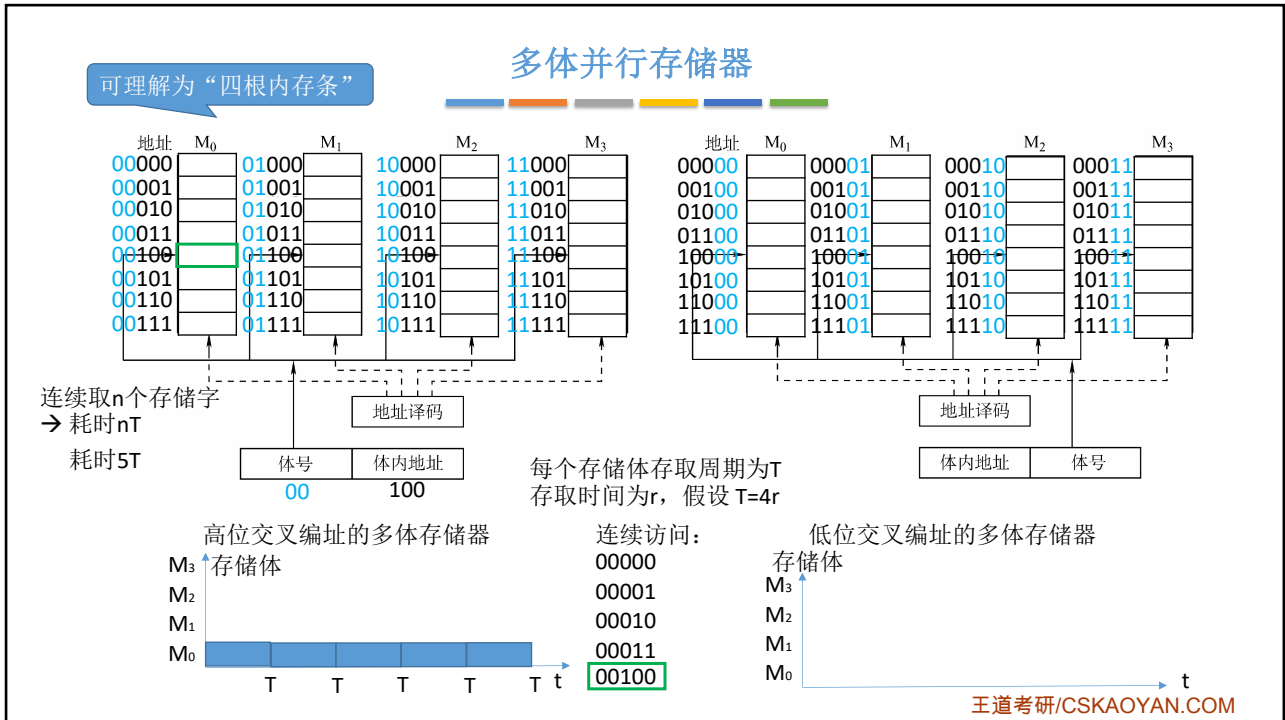 多体并行存储器
可理解为“四根内存条”
地址 M0 M1 M2 M3
00000 01000 10000 11000
00001 01001 10001 11001
00010 01010 10010 11010
00011 01011 10011 11011
00100 01100 10100 11100
00101 01101 10101 11101
00110 01110 10110 11110
00111 01111 10111 11111
地址译码
体号 体内地址
00 100
地址 M0 M1 M2 M3
00000 00001 00010 00011
00100 00101 00110 00111
01000 01001 01010 01011
01100 01101 01110 01111
10000 10001 10010 10011
10100 10101 10110 10111
11000 11001 11010 11011
11100 11101 11110 11111
地址译码
体内地址 体号
连续取n个存储字
→ 耗时nT
耗时5T
每个存储体存取周期为T
存取时间为r，假设 T=4r
高位交叉编址的多体存储器
存储体
M3
M2
M1
M0
T T T T T t
连续访问：
00000
00001
00010
00011
00100
低位交叉编址的多体存储器
存储体
M3
M2
M1
M0
t
王道考研/CSKAOYAN.COM